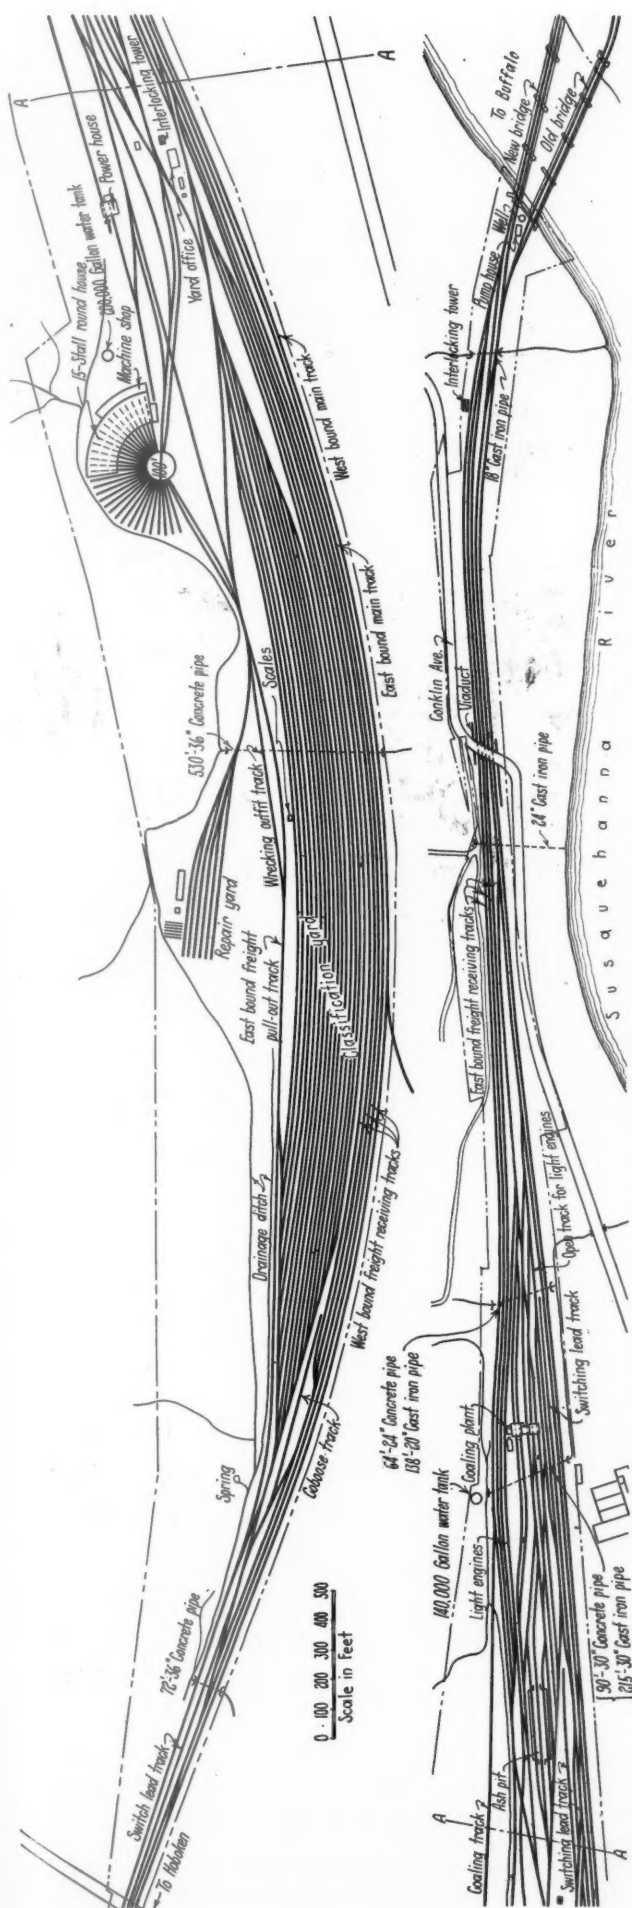 To Hoboken
Switch lead track
72'-36" Concrete pipe
Spring
Caboose track
Drainage ditch
West bound freight receiving tracks
Classification yard
East bound freight
pull-out track
Repair yard
Wrecking outfit track
530'-36" Concrete pipe
Scales
East bound main track
West bound main track
100'
15-Stall round house
Machine shop
Gallon water tank
Power house
Yard office
Interlocking tower
A
A
0 100 200 300 400 500
Scale in Feet
A
A
Coaling track
Switching lead track
Ash pit
Light engines
140,000 Gallon water tank
Coaling plant
64'-24" Concrete pipe
138'-20" Cast iron pipe
90'-30" Concrete pipe
215'-30" Cast iron pipe
Switching lead track
Open track for light engines
East bound freight receiving tracks
24" Cast iron pipe
Viaduct
Conklin Ave.
18" Cast iron pipe
Interlocking tower
Pump house
Well
To Buffalo
New bridge
Old bridge
Susquehanna River